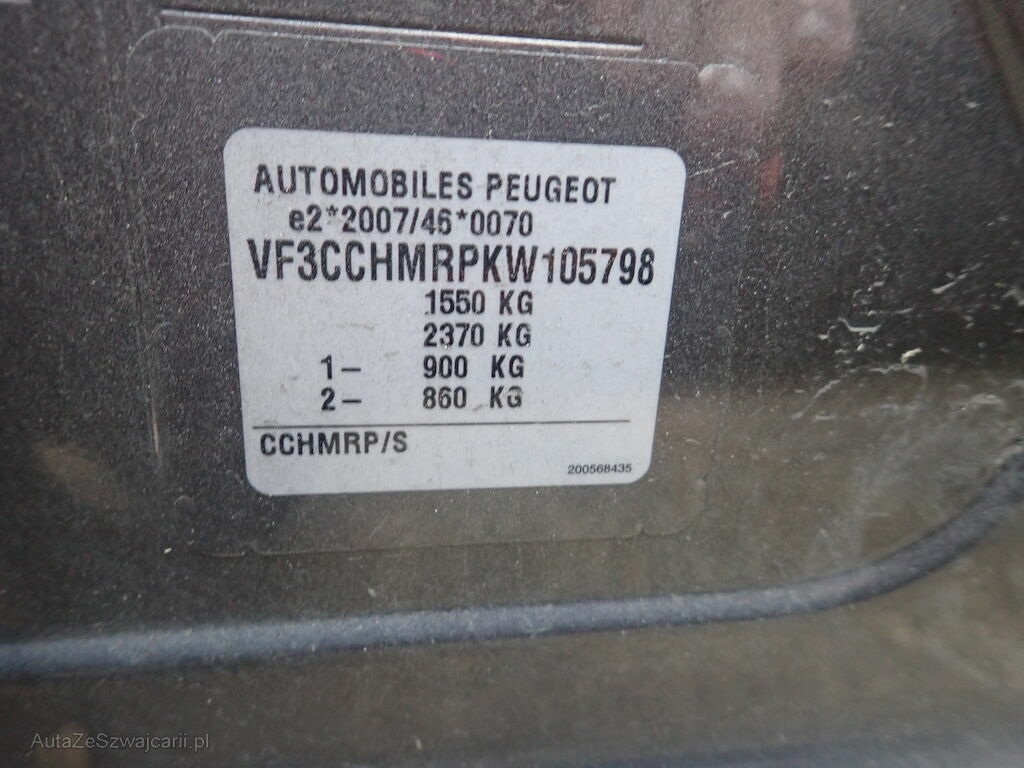 AUTOMOBILES PEUGEOT
e2*2007/46*0070
VF3CCHMRPKW105798
1550 KG
2370 KG
1- 900 KG
2- 860 KG
CCHMRP/S
200568435
AutaZeSzwajcarii.pl